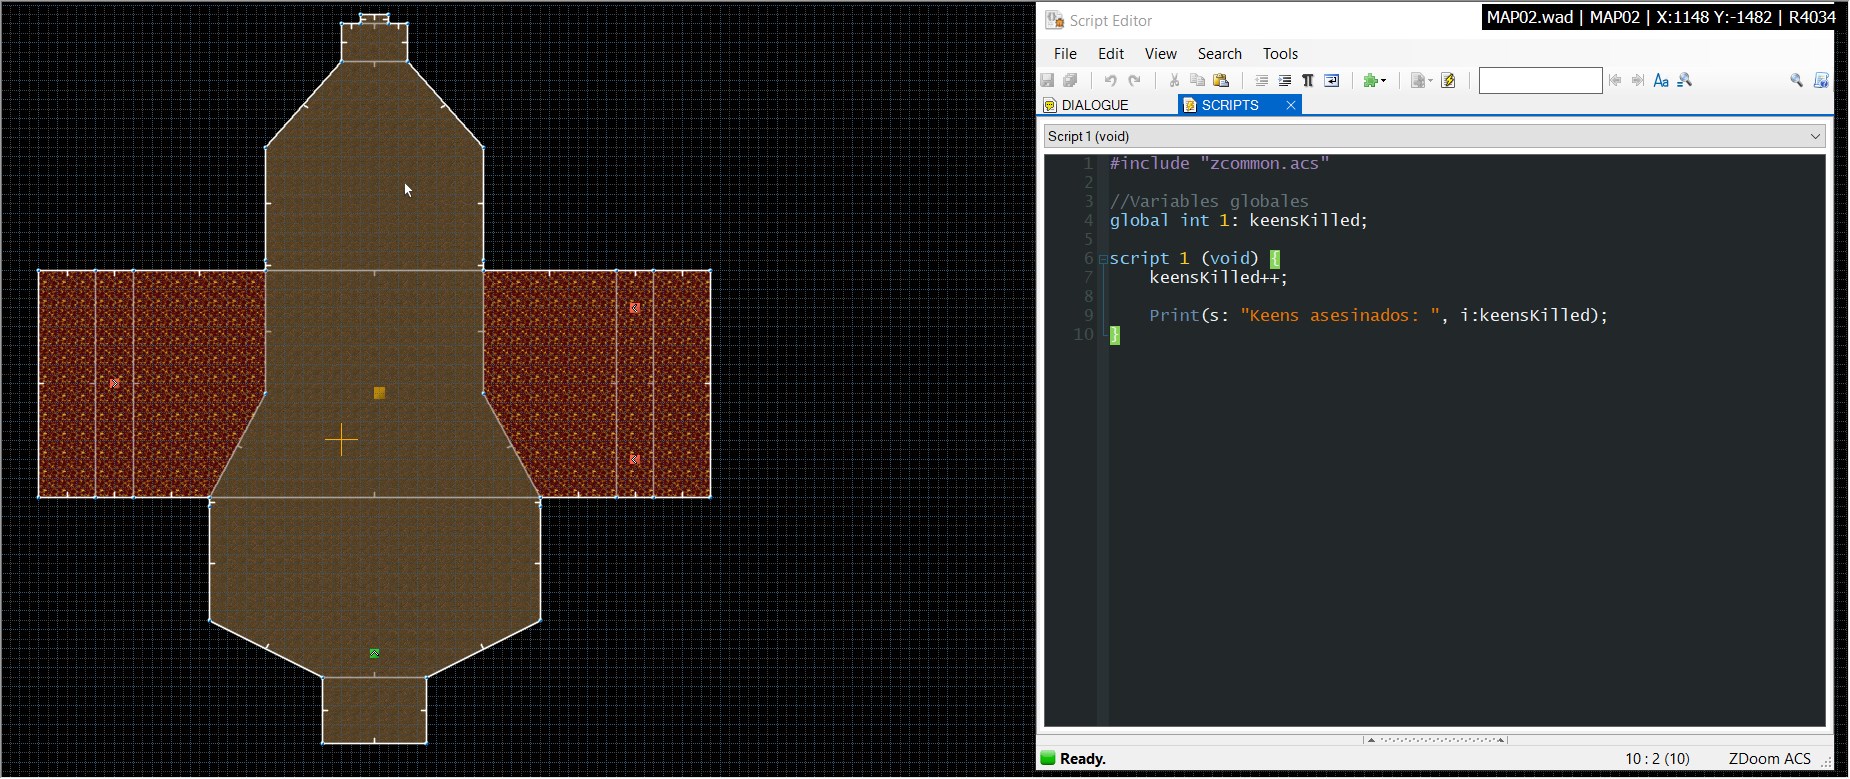 Script Editor
MAP02.wad | MAP02 | X:1148 Y:-1482 | R4034
File Edit View Search Tools
Aa
DIALOGUE SCRIPTS
Script 1 (void)
1 #include "zcommon.acs"
2
3 //Variables globales
4 global int 1: keensKilled;
5
6 script 1 (void) {
7 keensKilled++;
8
9 Print(s: "Keens asesinados: ", i:keensKilled);
10 }
Ready. 10 : 2 (10) ZDoom ACS